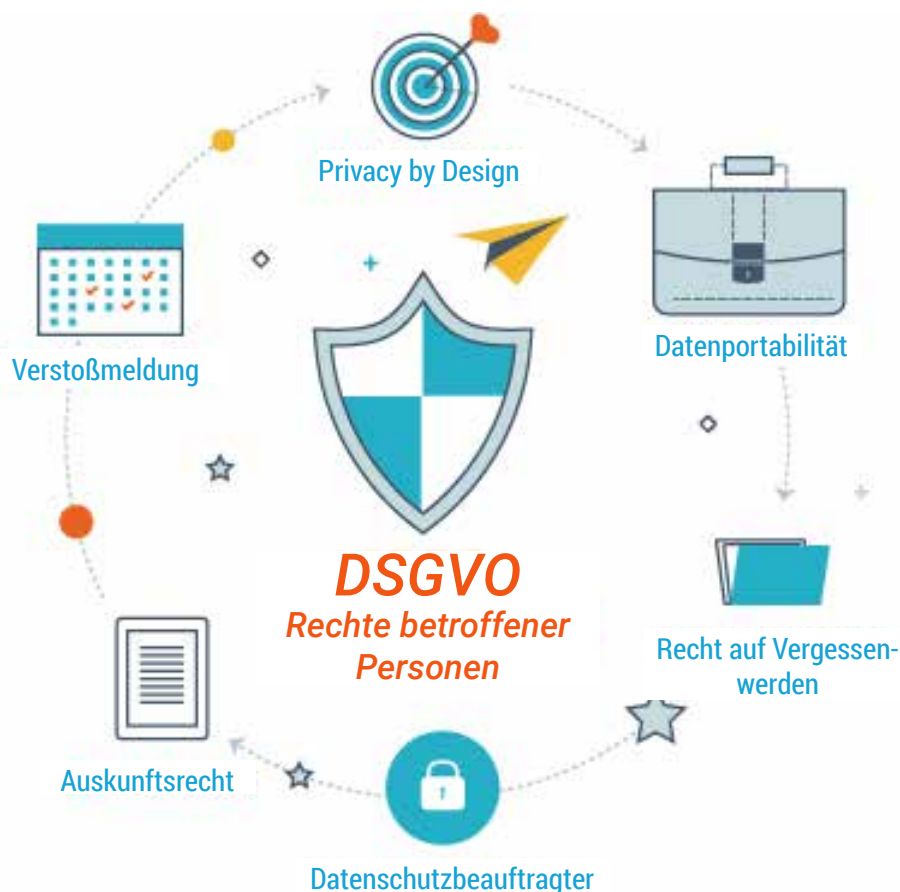 Privacy by Design
Datenportabilität
Verstoßmeldung
DSGVO
Rechte betroffener
Personen
Recht auf Vergessen-
werden
Auskunftsrecht
Datenschutzbeauftragter